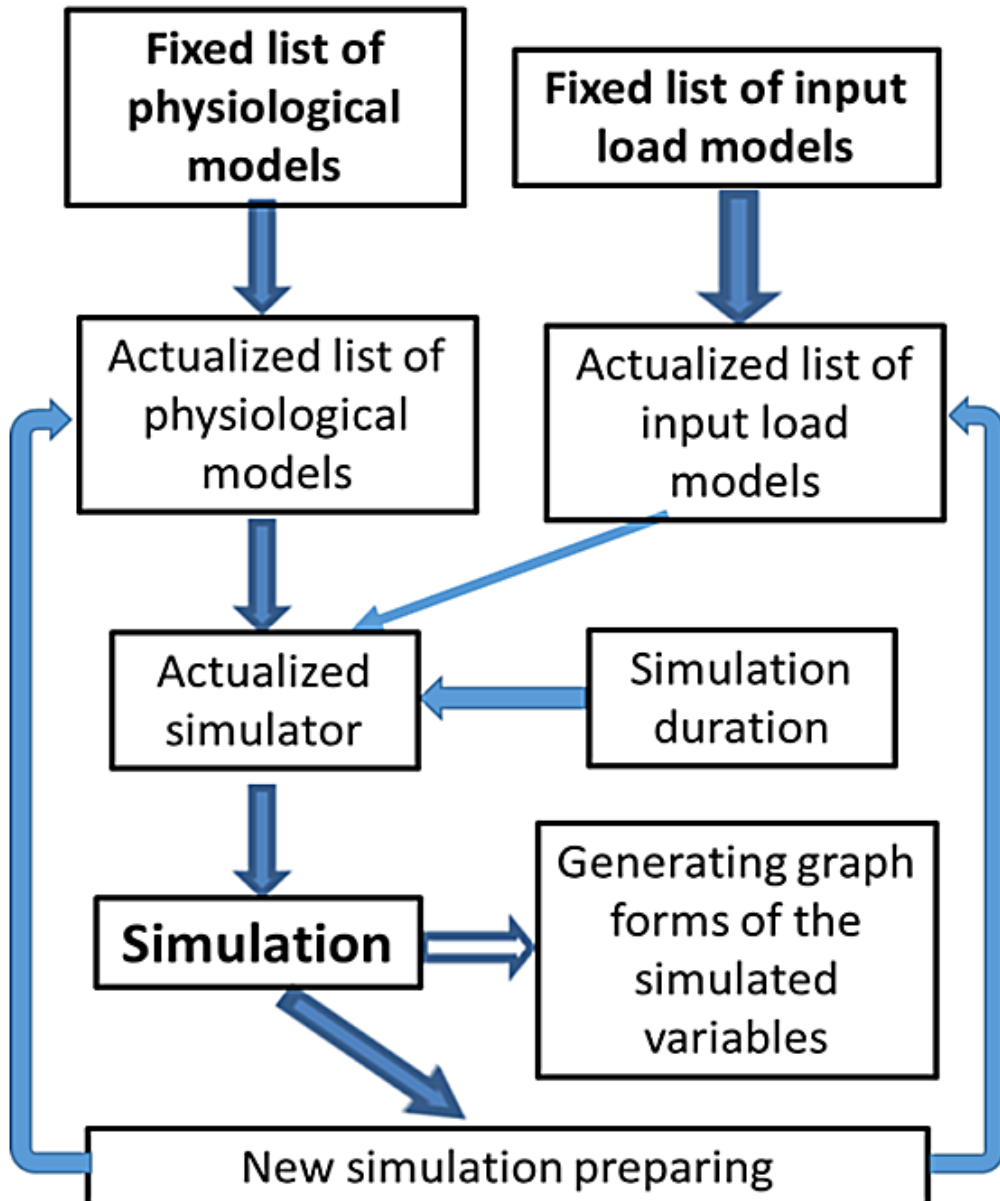 Fixed list of
physiological
models
Fixed list of input
load models
Actualized list of
physiological
models
Actualized list of
input load
models
Actualized
simulator
Simulation
duration
Simulation
Generating graph
forms of the
simulated
variables
New simulation preparing